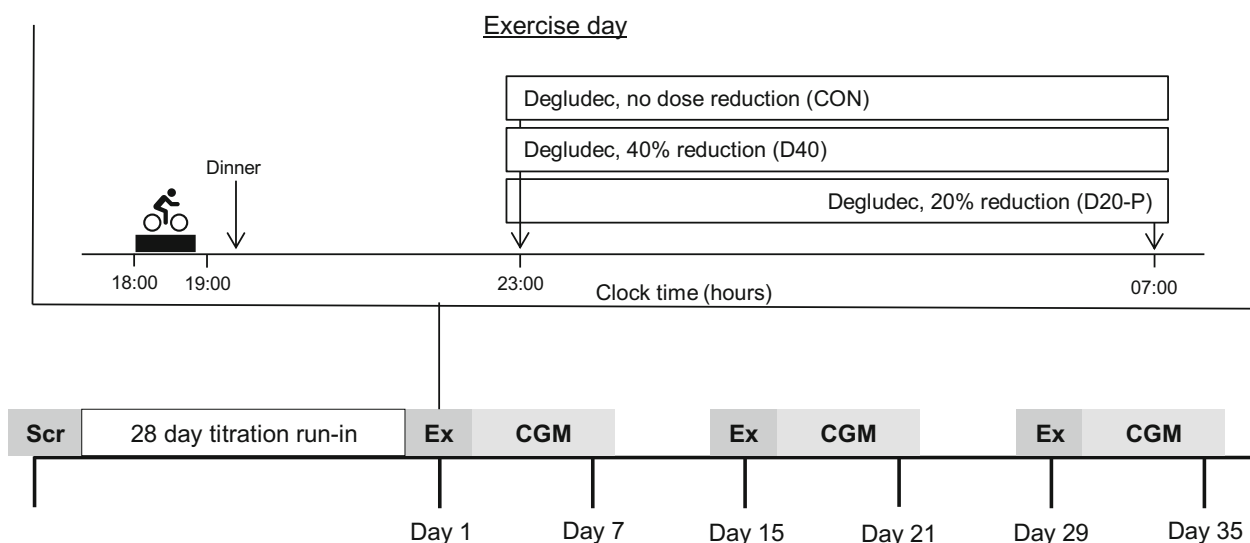 Exercise day
Degludec, no dose reduction (CON)
Degludec, 40% reduction (D40)
Degludec, 20% reduction (D20-P)
Dinner
18:00
19:00
23:00
07:00
Clock time (hours)
Scr
28 day titration run-in
Ex
CGM
Ex
CGM
Ex
CGM
Day 1
Day 7
Day 15
Day 21
Day 29
Day 35